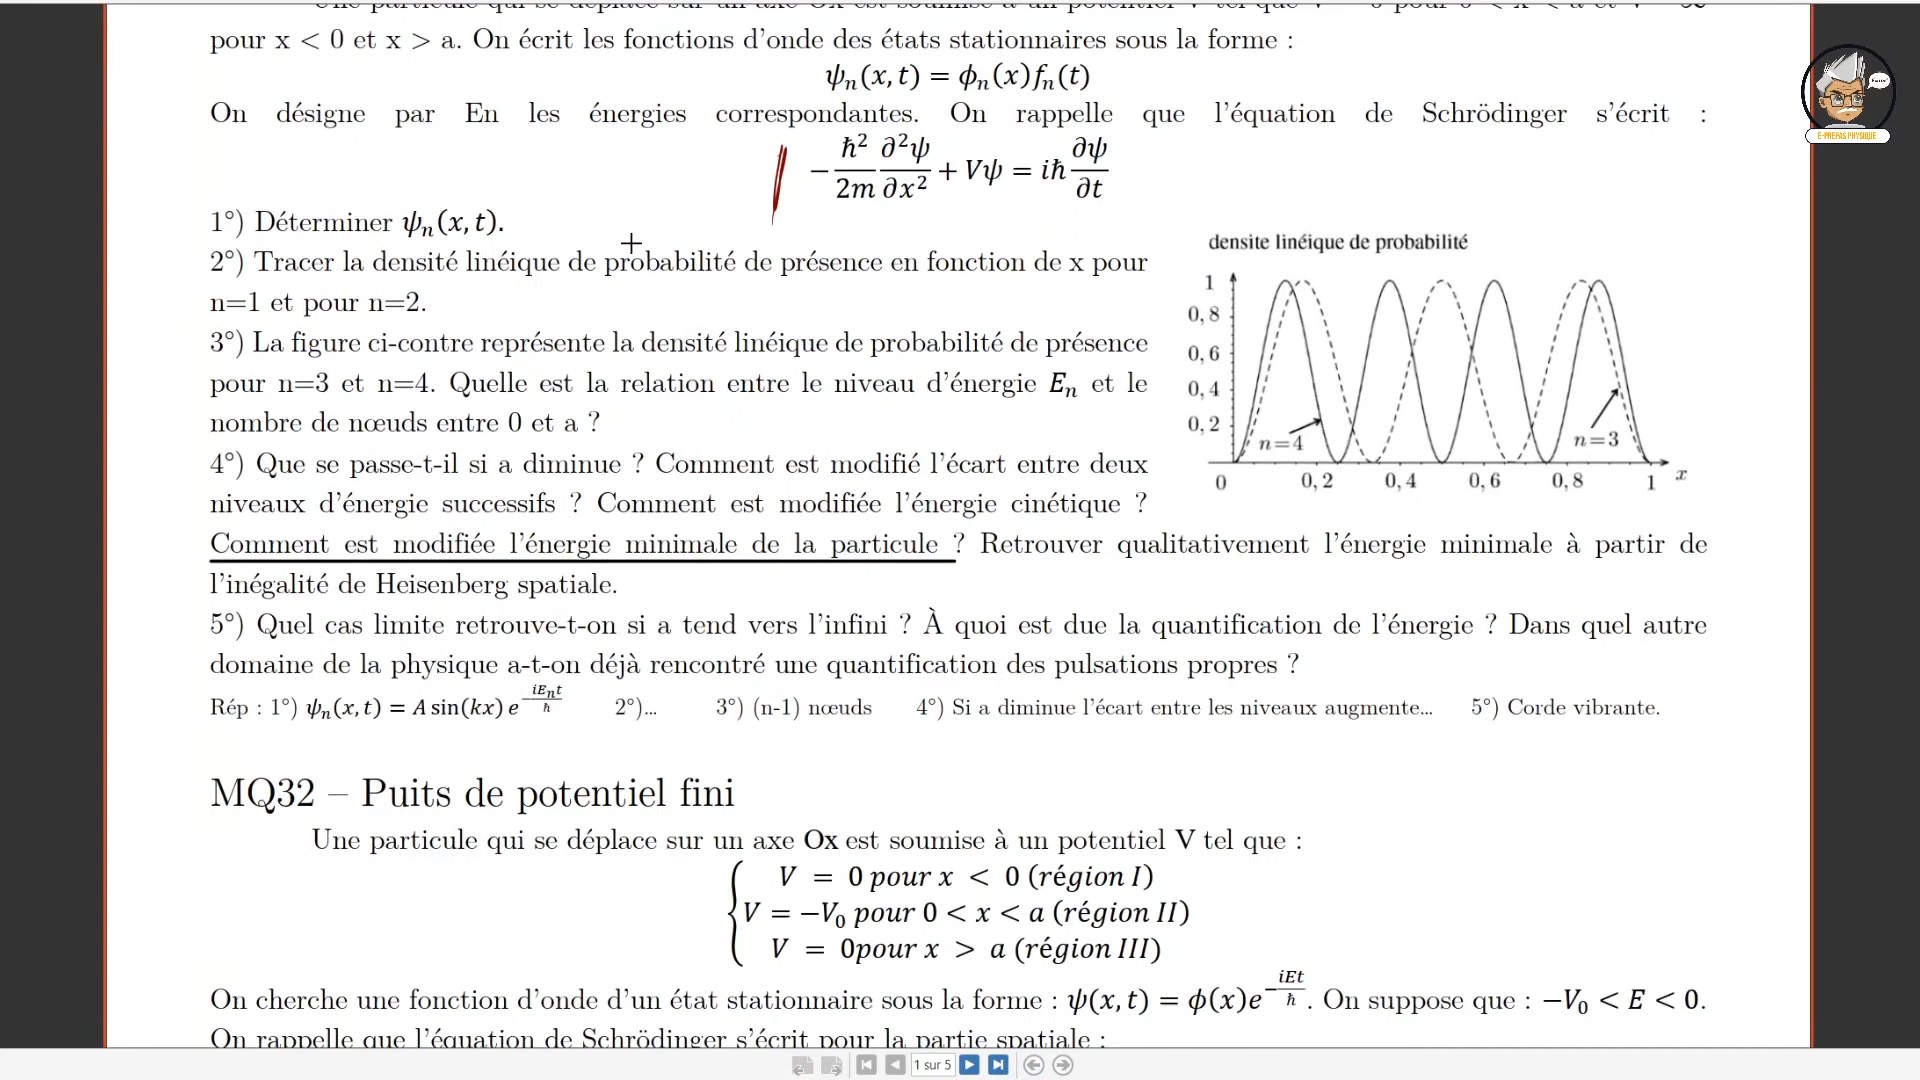 pour x < 0 et x > a. On écrit les fonctions d'onde des états stationnaires sous la forme :
ψn(x, t) = ϕn(x)fn(t)
On désigne par En les énergies correspondantes. On rappelle que l'équation de Schrödinger s'écrit :
−ħ²/2m ∂²ψ/∂x² + Vψ = iħ ∂ψ/∂t
1°) Déterminer ψn(x, t).
2°) Tracer la densité linéique de probabilité de présence en fonction de x pour
n=1 et pour n=2.
3°) La figure ci-contre représente la densité linéique de probabilité de présence
pour n=3 et n=4. Quelle est la relation entre le niveau d'énergie En et le
nombre de nœuds entre 0 et a ?
4°) Que se passe-t-il si a diminue ? Comment est modifié l'écart entre deux
niveaux d'énergie successifs ? Comment est modifiée l'énergie cinétique ?
Comment est modifiée l'énergie minimale de la particule ? Retrouver qualitativement l'énergie minimale à partir de
l'inégalité de Heisenberg spatiale.
5°) Quel cas limite retrouve-t-on si a tend vers l'infini ? À quoi est due la quantification de l'énergie ? Dans quel autre
domaine de la physique a-t-on déjà rencontré une quantification des pulsations propres ?
Rép : 1°) ψn(x, t) = A sin(kx) e^−iEnt/ħ 2°)... 3°) (n-1) nœuds 4°) Si a diminue l'écart entre les niveaux augmente... 5°) Corde vibrante.
densite linéique de probabilité
1
0, 8
0, 6
0, 4
0, 2
n=4
n=3
0 0, 2 0, 4 0, 6 0, 8 1 x
MQ32 – Puits de potentiel fini
Une particule qui se déplace sur un axe Ox est soumise à un potentiel V tel que :
V = 0 pour x < 0 (région I)
V = −V0 pour 0 < x < a (région II)
V = 0pour x > a (région III)
On cherche une fonction d'onde d'un état stationnaire sous la forme : ψ(x, t) = ϕ(x)e^−iEt/ħ. On suppose que : −V0 < E < 0.
On rappelle que l'équation de Schrödinger s'écrit pour la partie spatiale :
E-PREPAS PHYSIQUE
1 sur 5